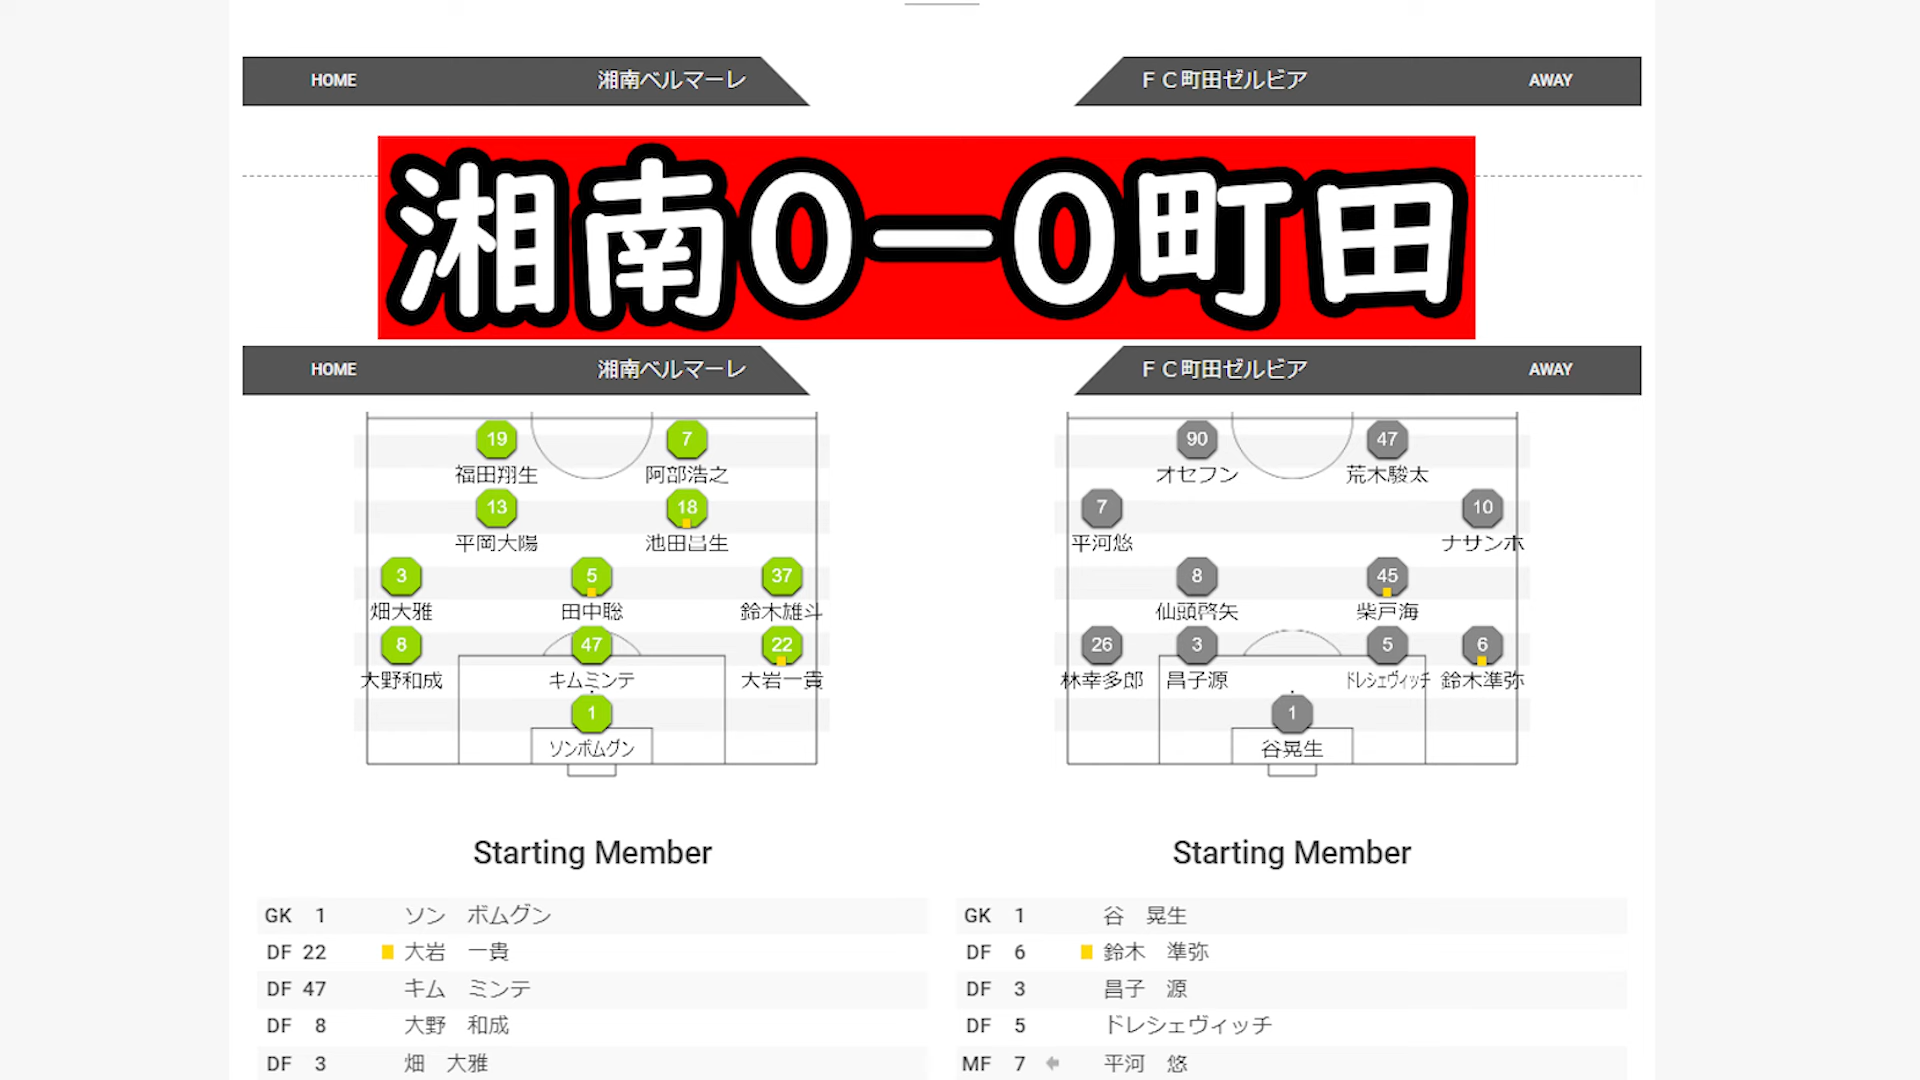 HOME 湘南ベルマーレ ＦＣ町田ゼルビア AWAY
湘南0－0町田
HOME 湘南ベルマーレ ＦＣ町田ゼルビア AWAY
19 7
福田翔生 阿部浩之
13 18
平岡大陽 池田昌生
3 5 37
畑大雅 田中聡 鈴木雄斗
8 47 22
大野和成 キムミンテ 大岩一貴
1
ソンボムグン
90 47
オセフン 荒木駿太
7 10
平河悠 ナサンホ
8 45
仙頭啓矢 柴戸海
26 3 5 6
林幸多郎 昌子源 ドレシェヴィッチ 鈴木準弥
1
谷晃生
Starting Member
GK 1 ソン　ボムグン
DF 22 大岩　一貴
DF 47 キム　ミンテ
DF 8 大野　和成
DF 3 畑　大雅
Starting Member
GK 1 谷　晃生
DF 6 鈴木　準弥
DF 3 昌子　源
DF 5 ドレシェヴィッチ
MF 7 平河　悠